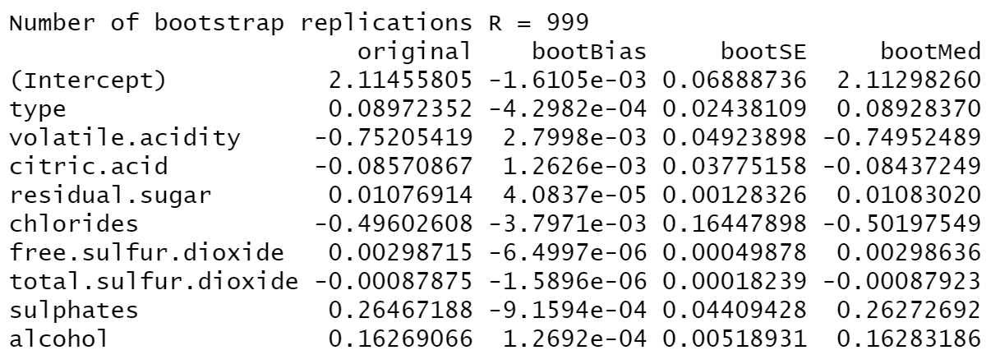 Number of bootstrap replications R = 999
original bootBias bootSE bootMed
(Intercept) 2.11455805 -1.6105e-03 0.06888736 2.11298260
type 0.08972352 -4.2982e-04 0.02438109 0.08928370
volatile.acidity -0.75205419 2.7998e-03 0.04923898 -0.74952489
citric.acid -0.08570867 1.2626e-03 0.03775158 -0.08437249
residual.sugar 0.01076914 4.0837e-05 0.00128326 0.01083020
chlorides -0.49602608 -3.7971e-03 0.16447898 -0.50197549
free.sulfur.dioxide 0.00298715 -6.4997e-06 0.00049878 0.00298636
total.sulfur.dioxide -0.00087875 -1.5896e-06 0.00018239 -0.00087923
sulphates 0.26467188 -9.1594e-04 0.04409428 0.26272692
alcohol 0.16269066 1.2692e-04 0.00518931 0.16283186